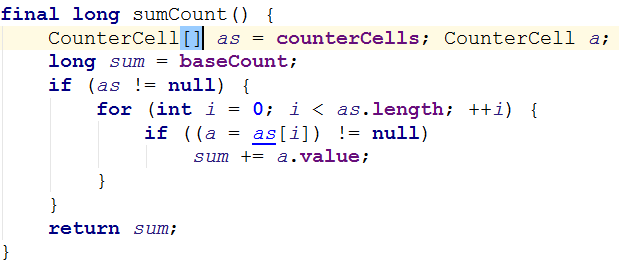 final long sumCount() {
    CounterCell[] as = counterCells; CounterCell a;
    long sum = baseCount;
    if (as != null) {
        for (int i = 0; i < as.length; ++i) {
            if ((a = as[i]) != null)
                sum += a.value;
        }
    }
    return sum;
}